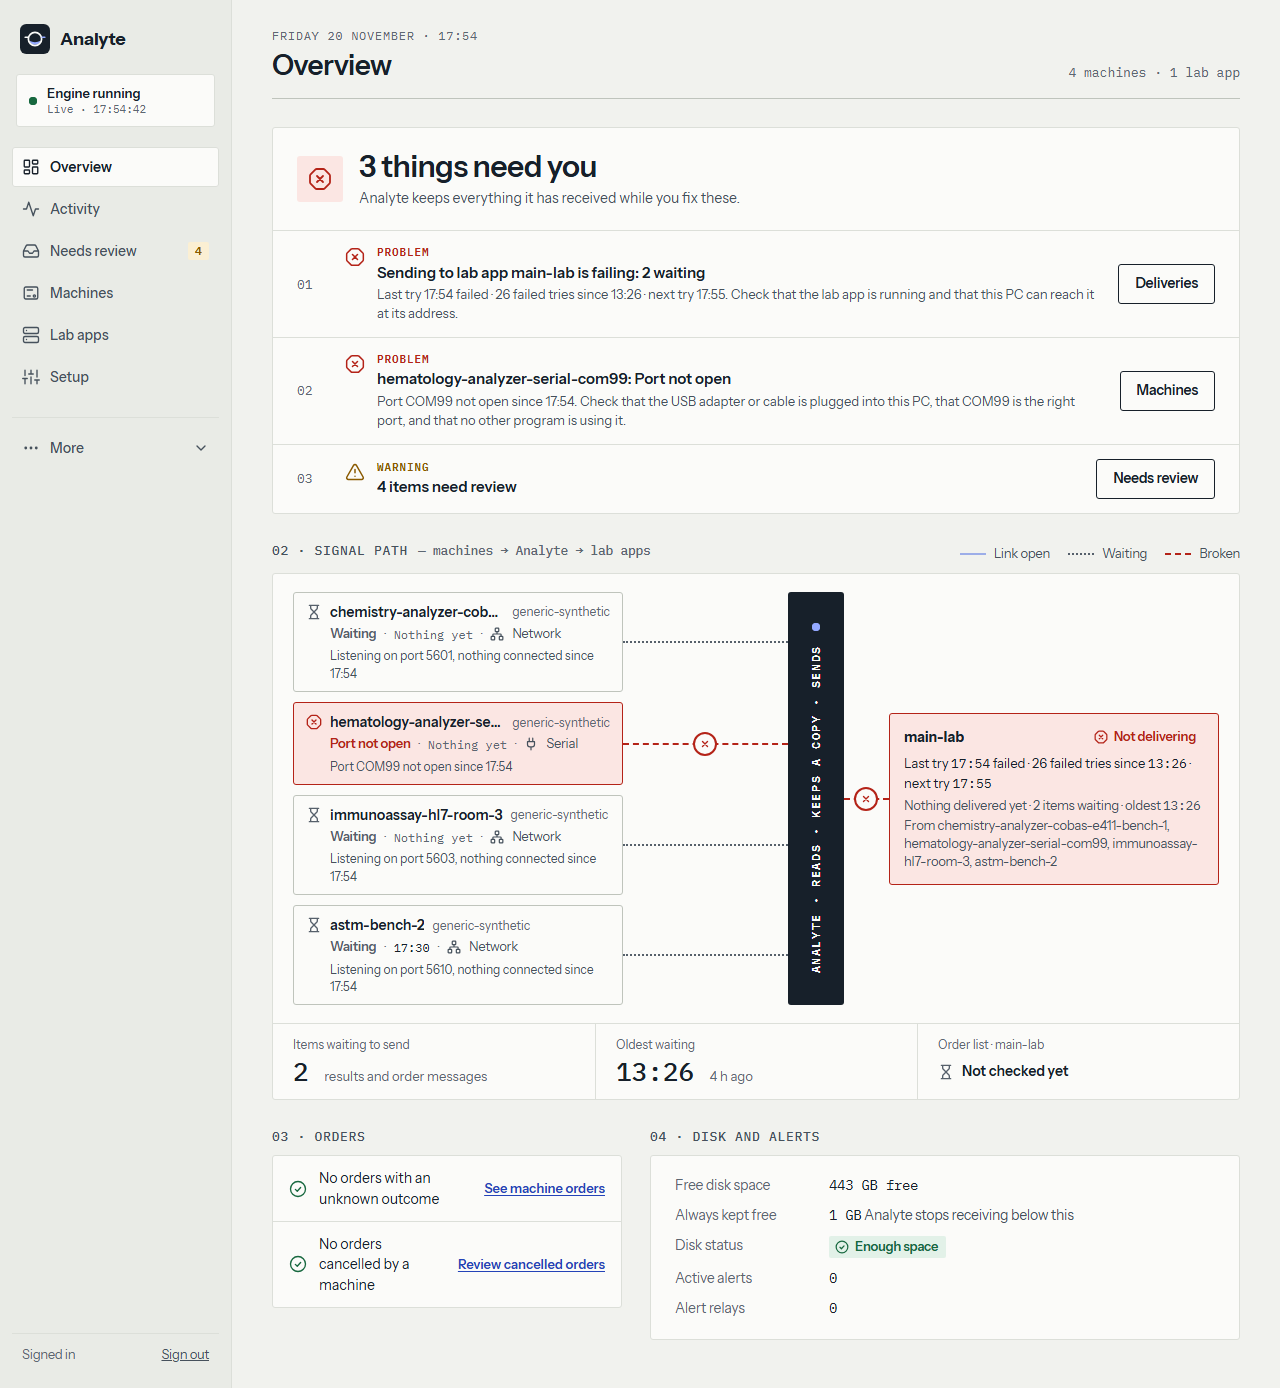 Analyte
Engine running
Live · 17:54:42
Overview
Activity
Needs review 4
Machines
Lab apps
Setup
More
Signed in Sign out
FRIDAY 20 NOVEMBER · 17:54
Overview
4 machines · 1 lab app
3 things need you
Analyte keeps everything it has received while you fix these.
01
PROBLEM
Sending to lab app main-lab is failing: 2 waiting
Last try 17:54 failed · 26 failed tries since 13:26 · next try 17:55. Check that the lab app is running and that this PC can reach it
at its address.
Deliveries
02
PROBLEM
hematology-analyzer-serial-com99: Port not open
Port COM99 not open since 17:54. Check that the USB adapter or cable is plugged into this PC, that COM99 is the right
port, and that no other program is using it.
Machines
03
WARNING
4 items need review
Needs review
02 · SIGNAL PATH — machines → Analyte → lab apps
Link open Waiting Broken
chemistry-analyzer-cob... generic-synthetic
Waiting · Nothing yet · Network
Listening on port 5601, nothing connected since
17:54
hematology-analyzer-se... generic-synthetic
Port not open · Nothing yet · Serial
Port COM99 not open since 17:54
immunoassay-hl7-room-3 generic-synthetic
Waiting · Nothing yet · Network
Listening on port 5603, nothing connected since
17:54
astm-bench-2 generic-synthetic
Waiting · 17:30 · Network
Listening on port 5610, nothing connected since
17:54
ANALYTE · READS · KEEPS A COPY · SENDS
main-lab Not delivering
Last try 17:54 failed · 26 failed tries since 13:26 ·
next try 17:55
Nothing delivered yet · 2 items waiting · oldest 13:26
From chemistry-analyzer-cobas-e411-bench-1,
hematology-analyzer-serial-com99, immunoassay-
hl7-room-3, astm-bench-2
Items waiting to send
2 results and order messages
Oldest waiting
13:26 4 h ago
Order list · main-lab
Not checked yet
03 · ORDERS
No orders with an
unknown outcome
See machine orders
No orders
cancelled by a
machine
Review cancelled orders
04 · DISK AND ALERTS
Free disk space 443 GB free
Always kept free 1 GB Analyte stops receiving below this
Disk status Enough space
Active alerts 0
Alert relays 0